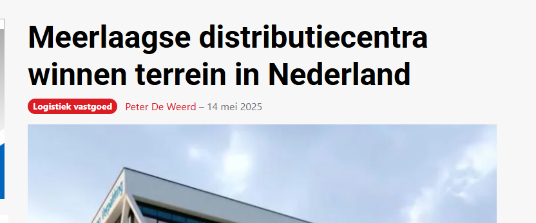 Meerlaagse distributiecentra
winnen terrein in Nederland
Logistiek vastgoed Peter De Weerd – 14 mei 2025